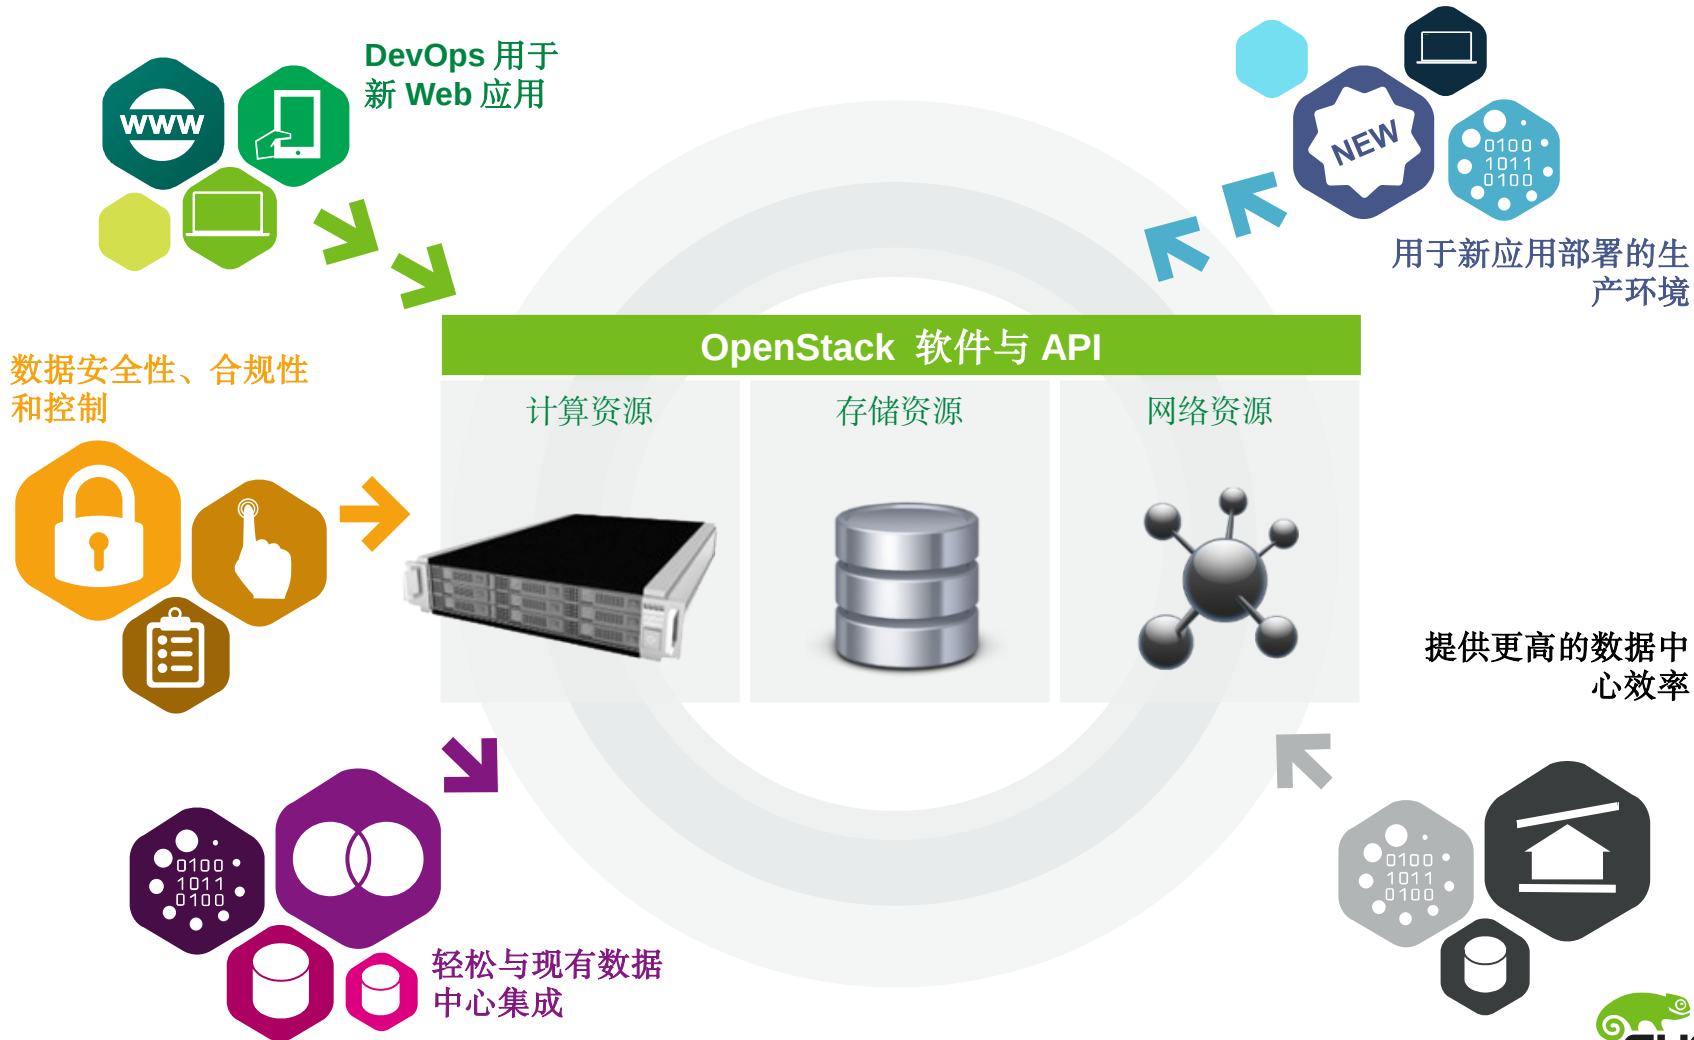 DevOps 用于
新 Web 应用
WWW
NEW
0100
1011
0100
用于新应用部署的生
产环境
OpenStack 软件与 API
计算资源
存储资源
网络资源
数据安全性、合规性
和控制
提供更高的数据中
心效率
0100
1011
0100
轻松与现有数据
中心集成
0100
1011
0100